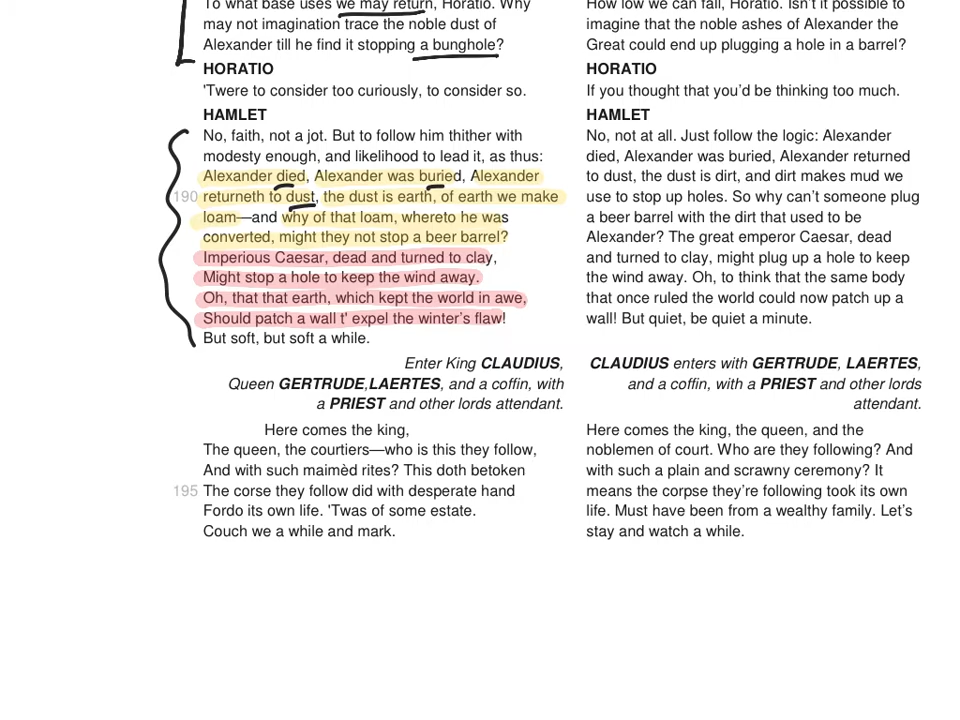 To what base uses we may return, Horatio. Why
may not imagination trace the noble dust of
Alexander till he find it stopping a bunghole?
HORATIO
'Twere to consider too curiously, to consider so.
HAMLET
No, faith, not a jot. But to follow him thither with
modesty enough, and likelihood to lead it, as thus:
Alexander died, Alexander was buried, Alexander
190 returneth to dust, the dust is earth, of earth we make
loam—and why of that loam, whereto he was
converted, might they not stop a beer barrel?
Imperious Caesar, dead and turned to clay,
Might stop a hole to keep the wind away.
Oh, that that earth, which kept the world in awe,
Should patch a wall t' expel the winter's flaw!
But soft, but soft a while.
Enter King CLAUDIUS,
Queen GERTRUDE,LAERTES, and a coffin, with
a PRIEST and other lords attendant.
Here comes the king,
The queen, the courtiers—who is this they follow,
And with such maimèd rites? This doth betoken
195 The corse they follow did with desperate hand
Fordo its own life. 'Twas of some estate.
Couch we a while and mark.
How low we can fall, Horatio. Isn't it possible to
imagine that the noble ashes of Alexander the
Great could end up plugging a hole in a barrel?
HORATIO
If you thought that you'd be thinking too much.
HAMLET
No, not at all. Just follow the logic: Alexander
died, Alexander was buried, Alexander returned
to dust, the dust is dirt, and dirt makes mud we
use to stop up holes. So why can't someone plug
a beer barrel with the dirt that used to be
Alexander? The great emperor Caesar, dead
and turned to clay, might plug up a hole to keep
the wind away. Oh, to think that the same body
that once ruled the world could now patch up a
wall! But quiet, be quiet a minute.
CLAUDIUS enters with GERTRUDE, LAERTES,
and a coffin, with a PRIEST and other lords
attendant.
Here comes the king, the queen, and the
noblemen of court. Who are they following? And
with such a plain and scrawny ceremony? It
means the corpse they're following took its own
life. Must have been from a wealthy family. Let's
stay and watch a while.